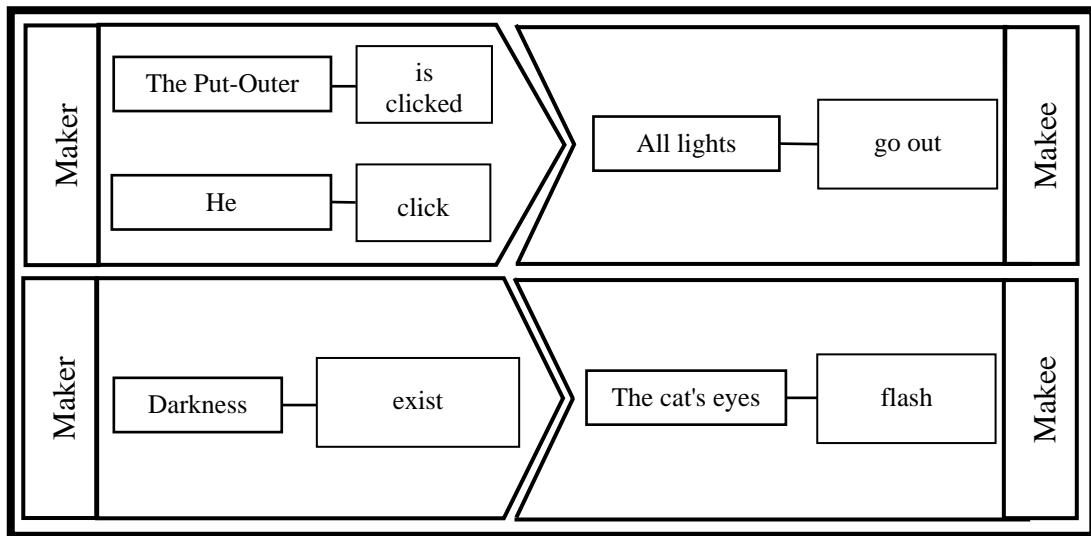 Maker
The Put-Outer
is
clicked
He
click
All lights
go out
Makee
Maker
Darkness
exist
The cat's eyes
flash
Makee